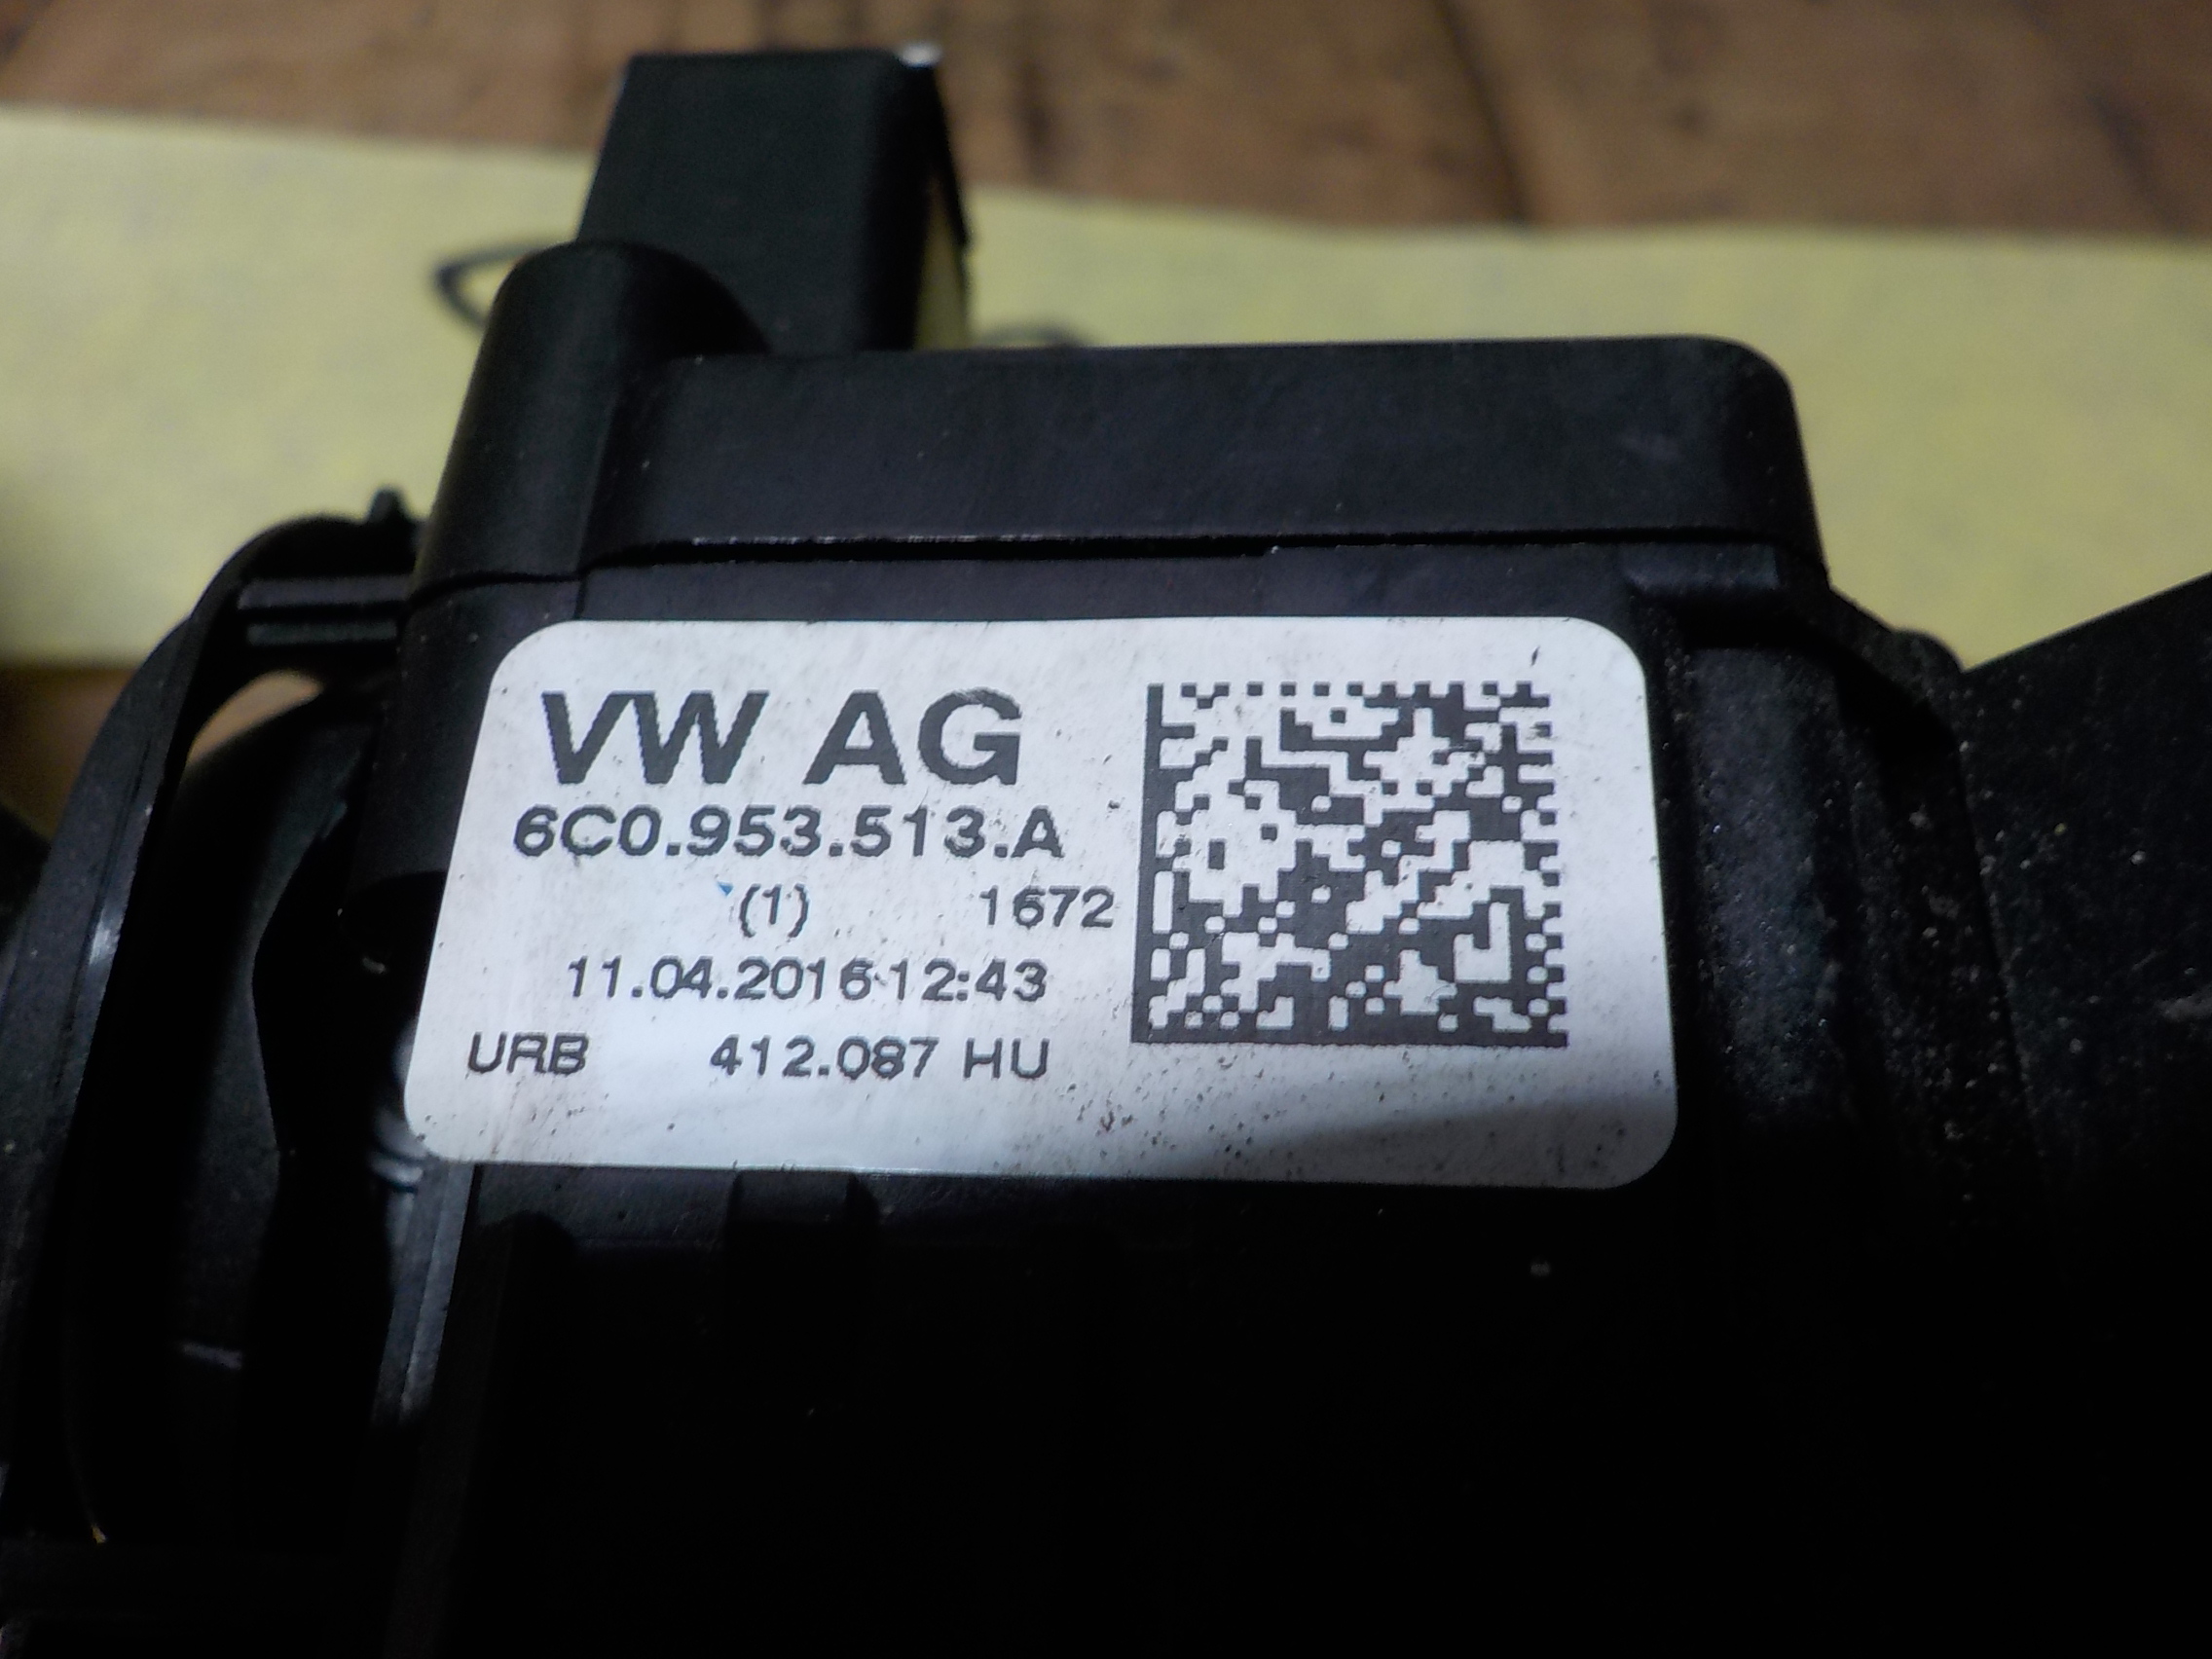 VW AG
6C0.953.513.A
(1) 1672
11.04.2016 12:43
URB 412.087 HU